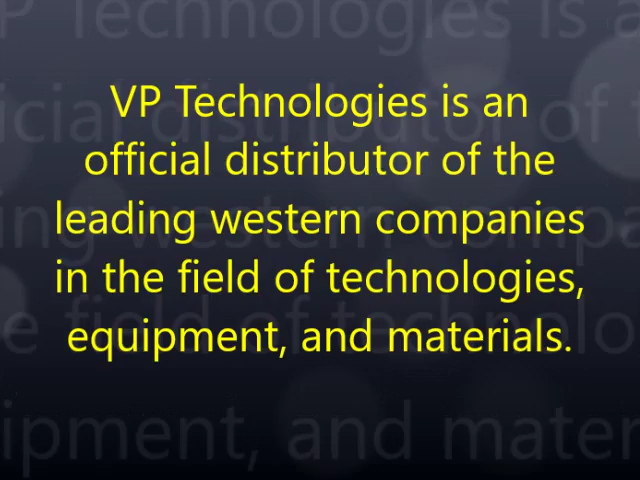 VP Technologies is an
official distributor of the
leading western companies
in the field of technologies,
equipment, and materials.